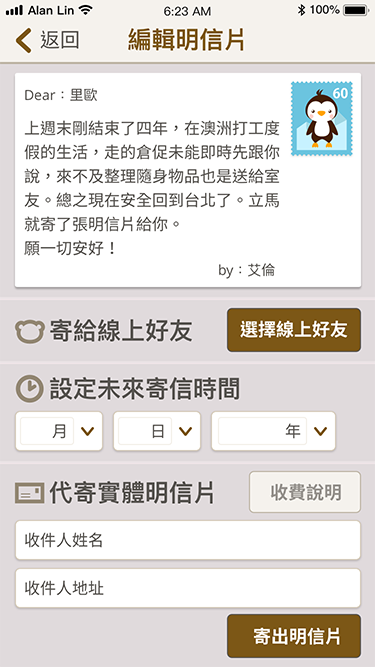 Alan Lin 6:23 AM 100%
返回 編輯明信片
60
Dear：里歐
上週末剛結束了四年，在澳洲打工度
假的生活，走的倉促未能即時先跟你
說，來不及整理隨身物品也是送給室
友。總之現在安全回到台北了。立馬
就寄了張明信片給你。
願一切安好！
by：艾倫
寄給線上好友 選擇線上好友
設定未來寄信時間
月 日 年
代寄實體明信片 收費說明
收件人姓名
收件人地址
寄出明信片